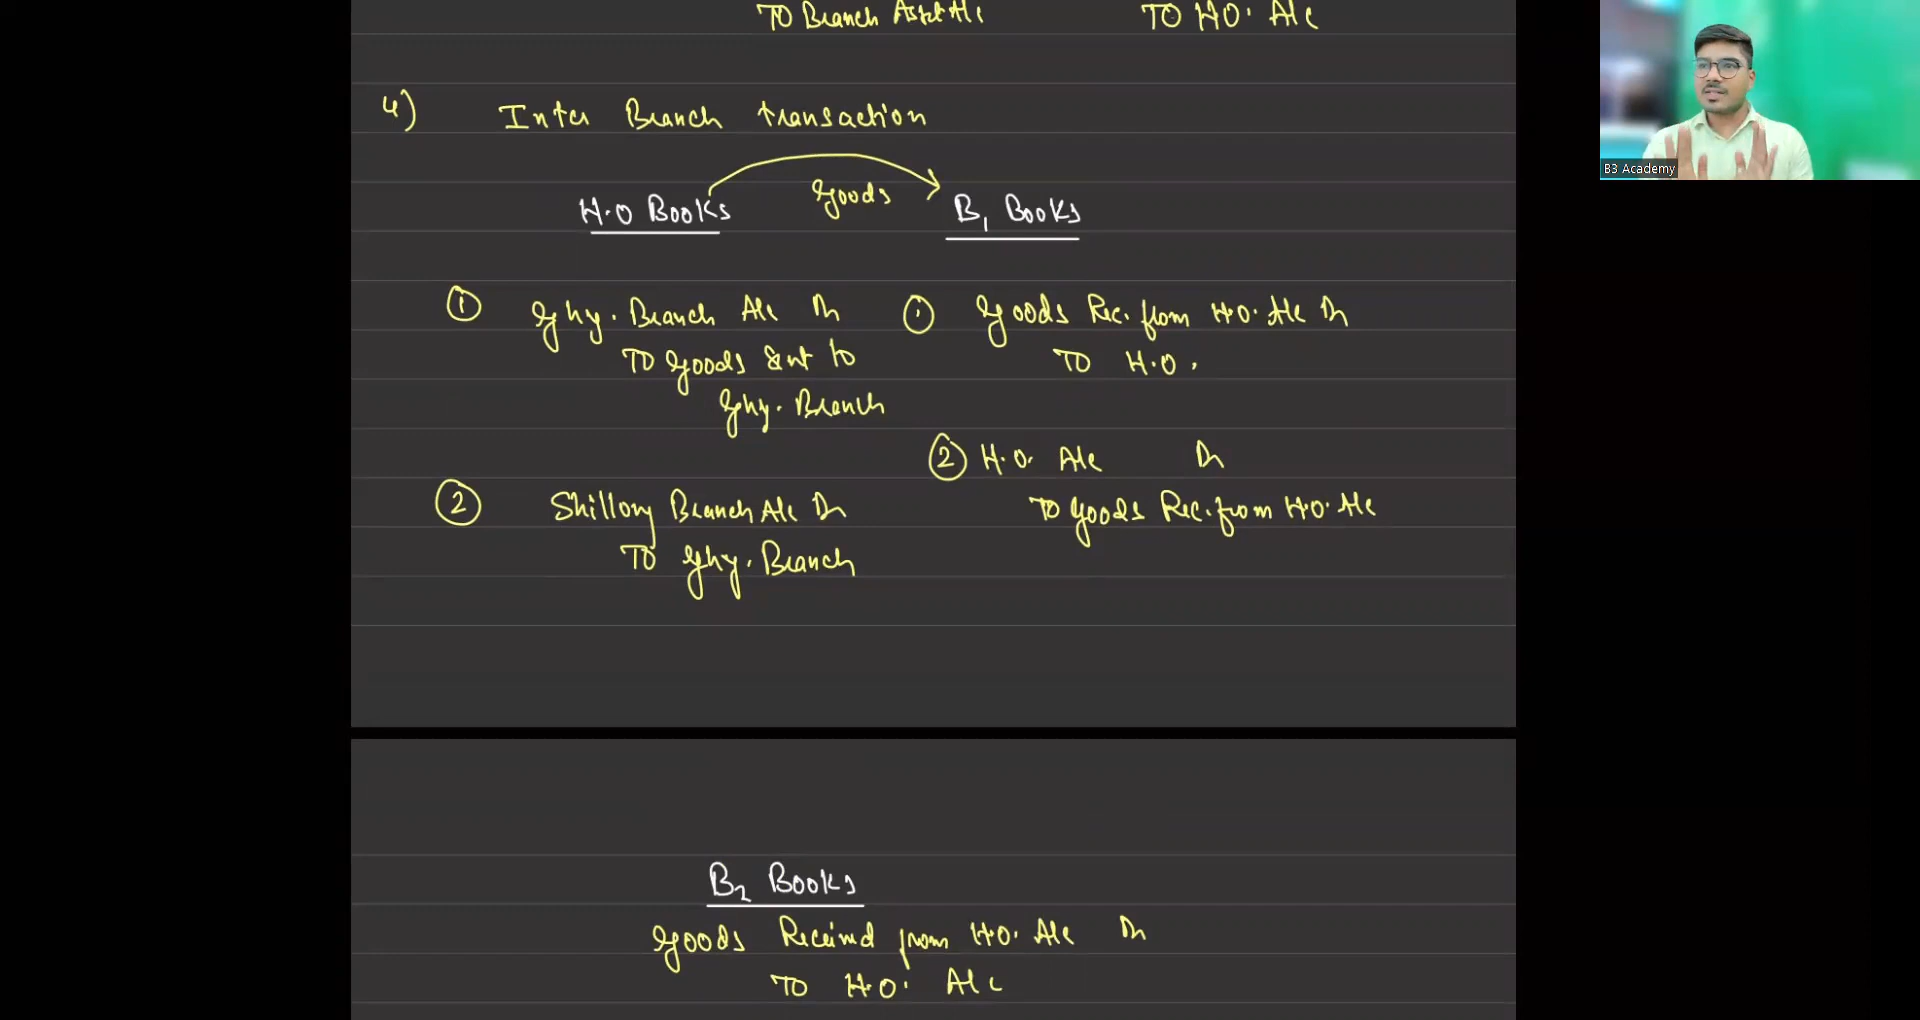 To Branch Asset A/c To H.O. A/c
B3 Academy
4) Inter Branch transaction
H.O Books goods B1 Books
① Ghy. Branch A/c Dr ① Goods Rec. from H.O. A/c Dr
To goods sent to To H.O.
Ghy. Branch
② H.O. A/c Dr
② Shillong Branch A/c Dr To goods Rec. from H.O. A/c
To Ghy. Branch
B2 Books
Goods Received from H.O. A/c Dr
To H.O. A/c